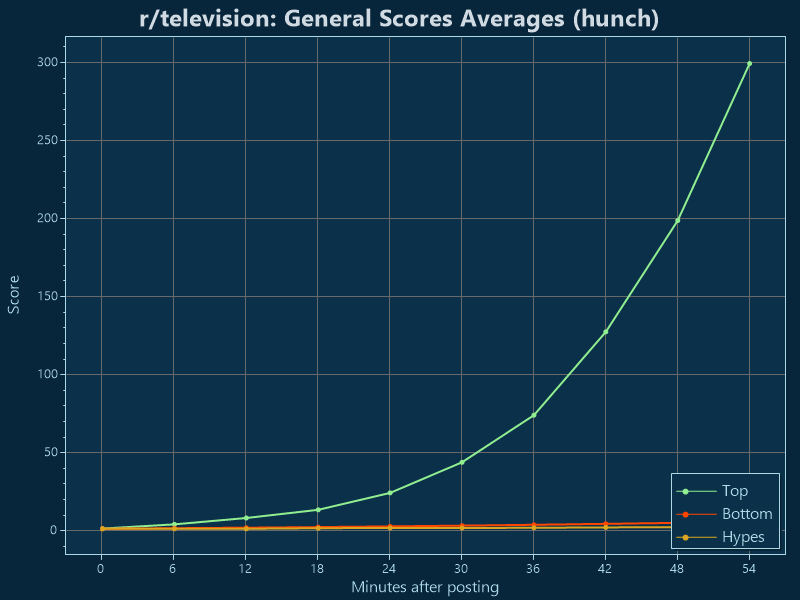 r/television: General Scores Averages (hunch)
300
250
200
150
100
50
0
Score
0 6 12 18 24 30 36 42 48 54
Minutes after posting
Top
Bottom
Hypes